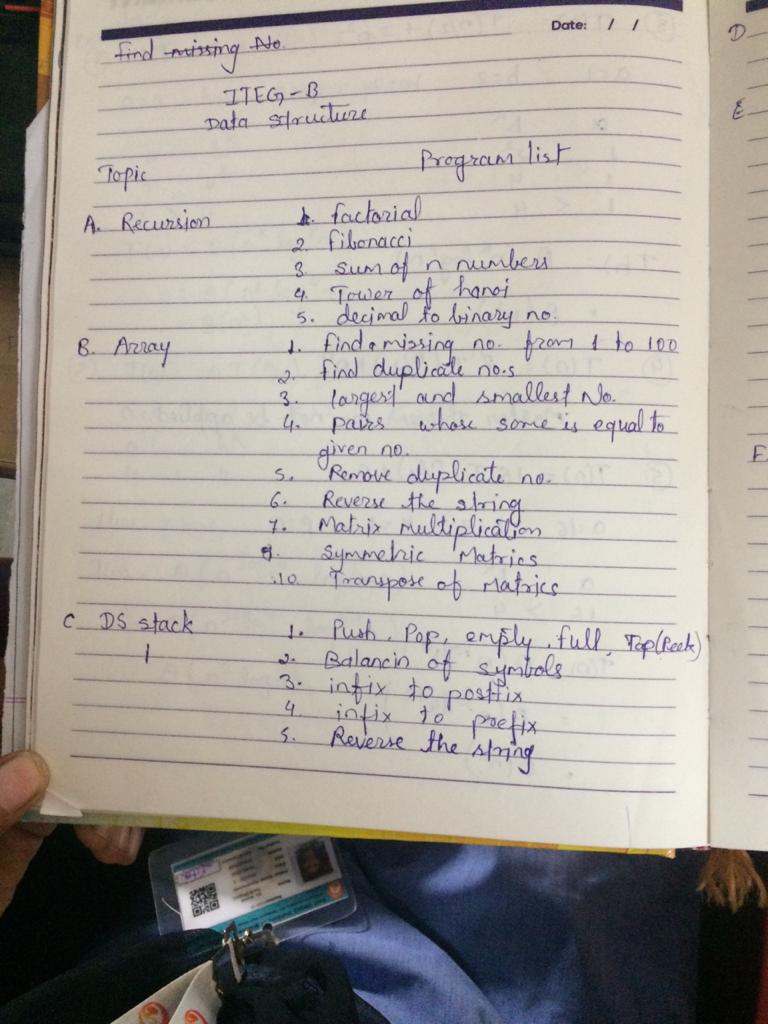 Date: / /
find missing No.
ITEG-B
Data structure
Topic Program list
A. Recursion 1. factorial
2. fibonacci
3. sum of n numbers
4. Tower of hanoi
5. decimal to binary no.
B. Array 1. find a missing no. from 1 to 100
2. find duplicate no.s
3. largest and smallest No.
4. pairs whose some is equal to
given no.
5. Remove duplicate no.
6. Reverse the string
7. Matrix multiplication
9. symmetric Matrics
10. Transpose of Matrics
C DS stack 1. Push, Pop, empty, full, Top(Peek)
1 2. Balancin of symbols
3. infix to postfix
4. infix to prefix
5. Reverse the string
D
E
F